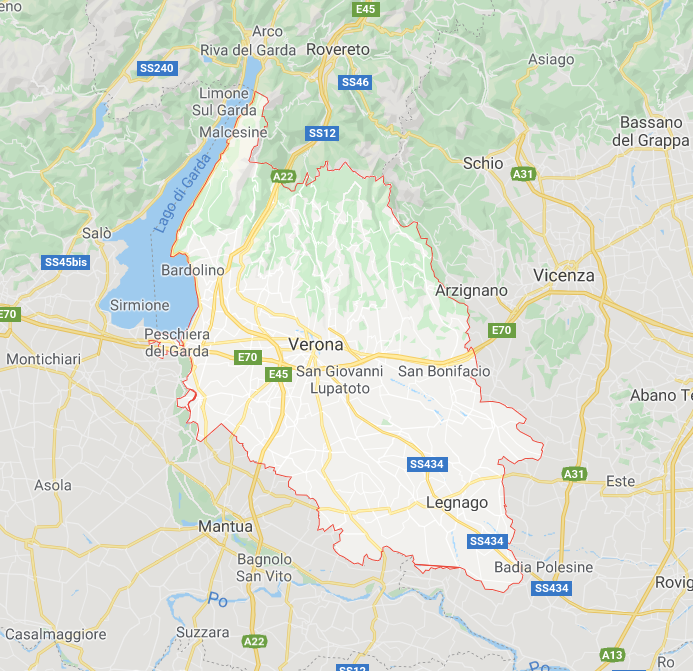 eno
E45
Arco
Riva del Garda
Rovereto
Asiago
SS240
SS46
Limone
Sul Garda
Malcesine
SS12
Bassano
del Grappa
Schio
A31
A22
Lago di Garda
Salò
SS45bis
Bardolino
Vicenza
Arzignano
Sirmione
E70
E70
Peschiera
del Garda
Verona
Montichiari
E70
E45
San Giovanni
Lupatoto
San Bonifacio
Abano Te
SS434
A31
Este
Asola
Legnago
Mantua
SS434
Bagnolo
San Vito
Badia Polesine
SS434
Rovig
Po
Casalmaggiore
Suzzara
A22
A13
Ro
SS12
Po